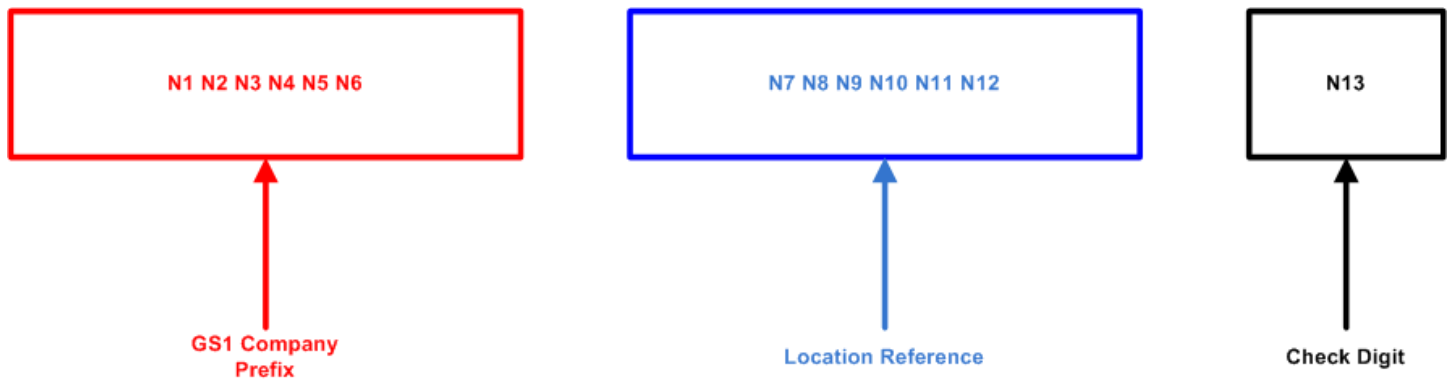 N1 N2 N3 N4 N5 N6
N7 N8 N9 N10 N11 N12
N13
GS1 Company
Prefix
Location Reference
Check Digit